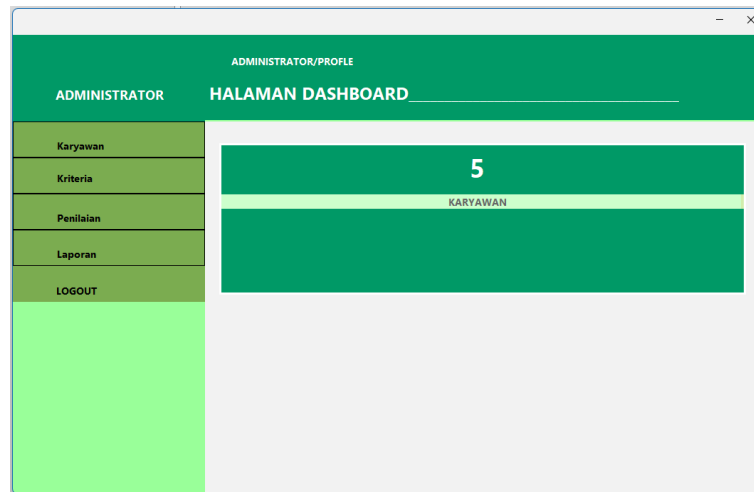 ADMINISTRATOR/PROFLE
ADMINISTRATOR
HALAMAN DASHBOARD
Karyawan
Kriteria
Penilaian
Laporan
LOGOUT
5
KARYAWAN